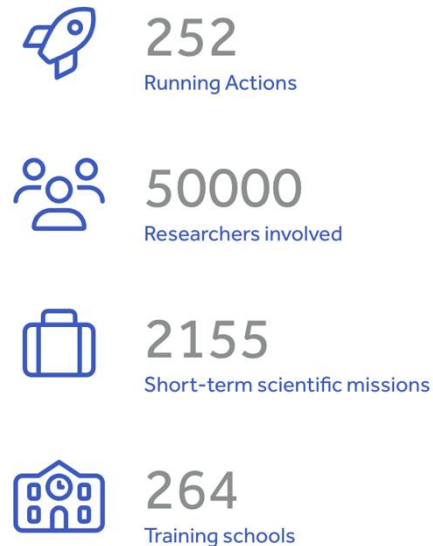 252
Running Actions
50000
Researchers involved
2155
Short-term scientific missions
264
Training schools